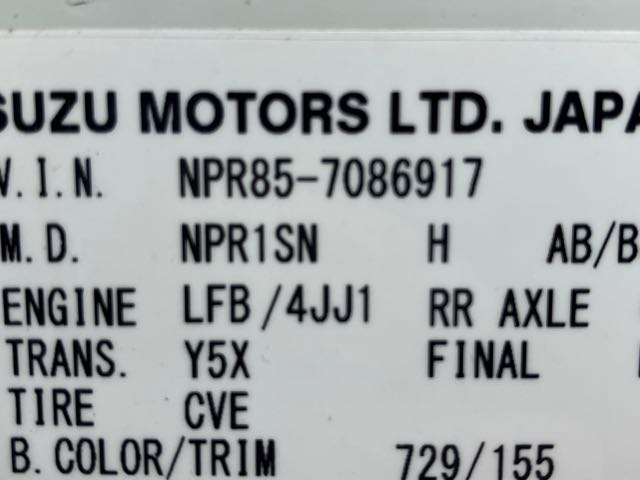 SUZU MOTORS LTD. JAPA
V.I.N. NPR85-7086917
M.D. NPR1SN H AB/B
ENGINE LFB/4JJ1 RR AXLE
TRANS. Y5X FINAL
TIRE CVE
B.COLOR/TRIM 729/155